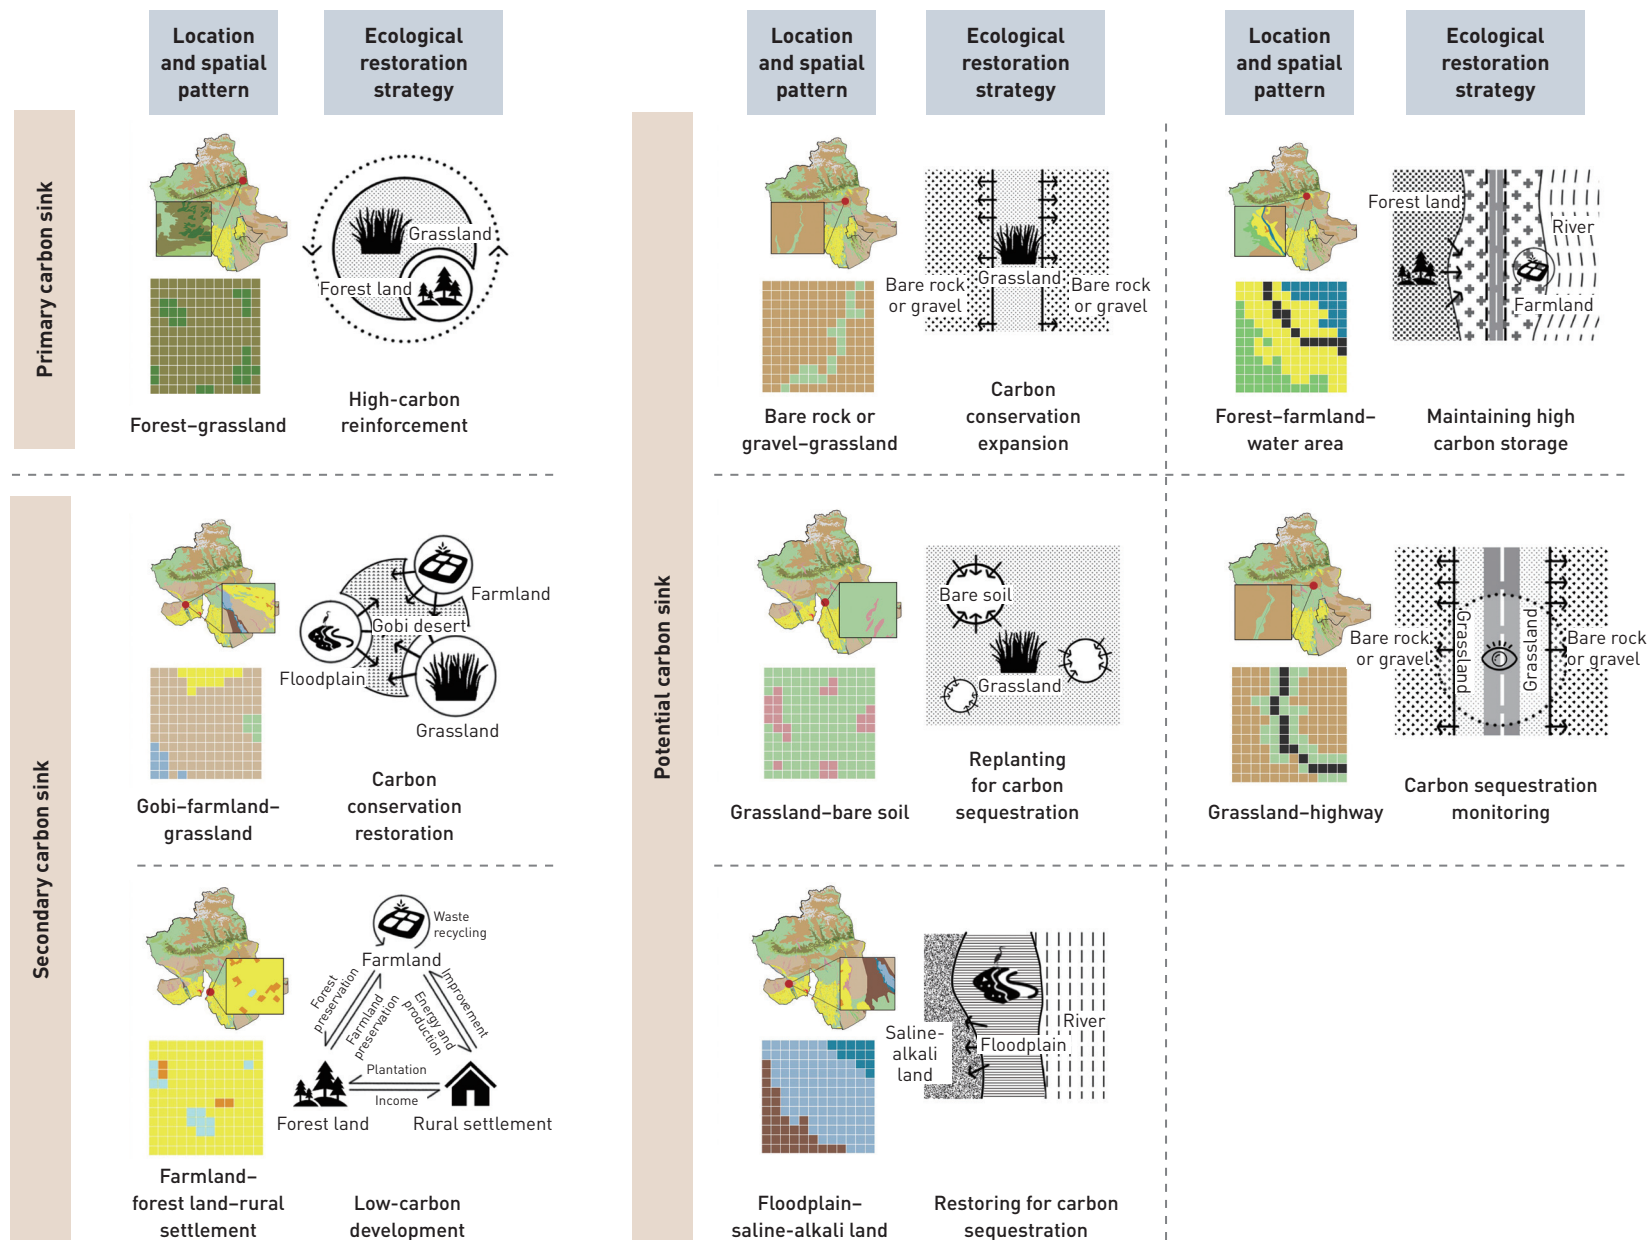 Location
and spatial
pattern
Ecological
restoration
strategy
Location
and spatial
pattern
Ecological
restoration
strategy
Location
and spatial
pattern
Ecological
restoration
strategy
Primary carbon sink
Grassland
Forest land
Forest–grassland
High-carbon
reinforcement
Secondary carbon sink
Farmland
Gobi desert
Floodplain
Grassland
Gobi–farmland–
grassland
Carbon
conservation
restoration
Waste
recycling
Farmland
Forest
preservation
Farmland
preservation
Energy and
production
Improvement
Plantation
Income
Forest land
Rural settlement
Farmland–
forest land–rural
settlement
Low-carbon
development
Potential carbon sink
Bare rock
or gravel
Grassland
Bare rock
or gravel
Bare rock or
gravel–grassland
Carbon
conservation
expansion
Forest land
River
Farmland
Forest–farmland–
water area
Maintaining high
carbon storage
Bare soil
Grassland
Grassland–bare soil
Replanting
for carbon
sequestration
Bare rock
or gravel
Grassland
Grassland
Bare rock
or gravel
Grassland–highway
Carbon sequestration
monitoring
Saline-
alkali
land
Floodplain
River
Floodplain–
saline-alkali land
Restoring for carbon
sequestration